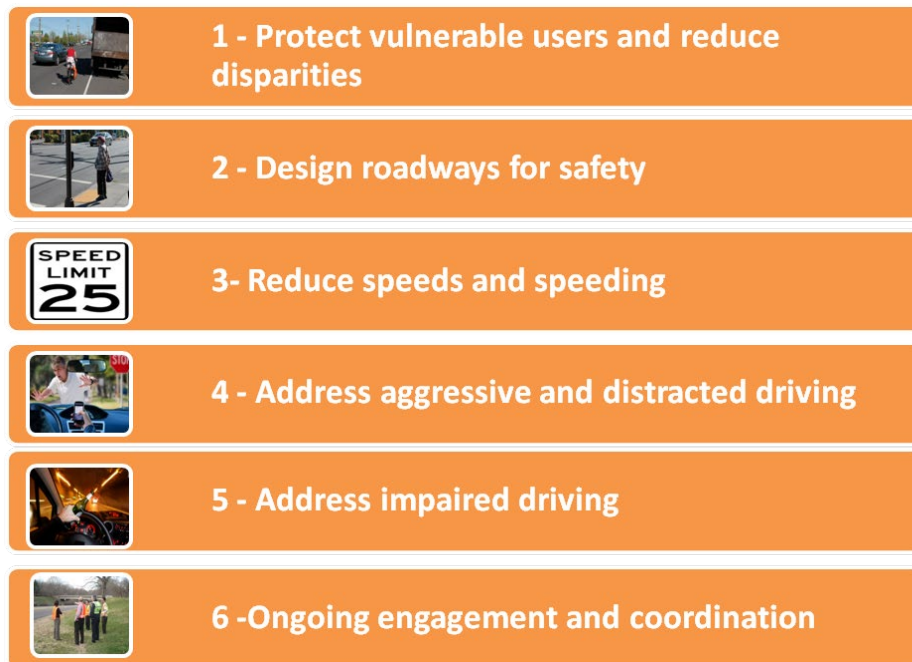 1 - Protect vulnerable users and reduce
disparities
2 - Design roadways for safety
SPEED
LIMIT
25
3- Reduce speeds and speeding
STOP
4 - Address aggressive and distracted driving
5 - Address impaired driving
6 -Ongoing engagement and coordination